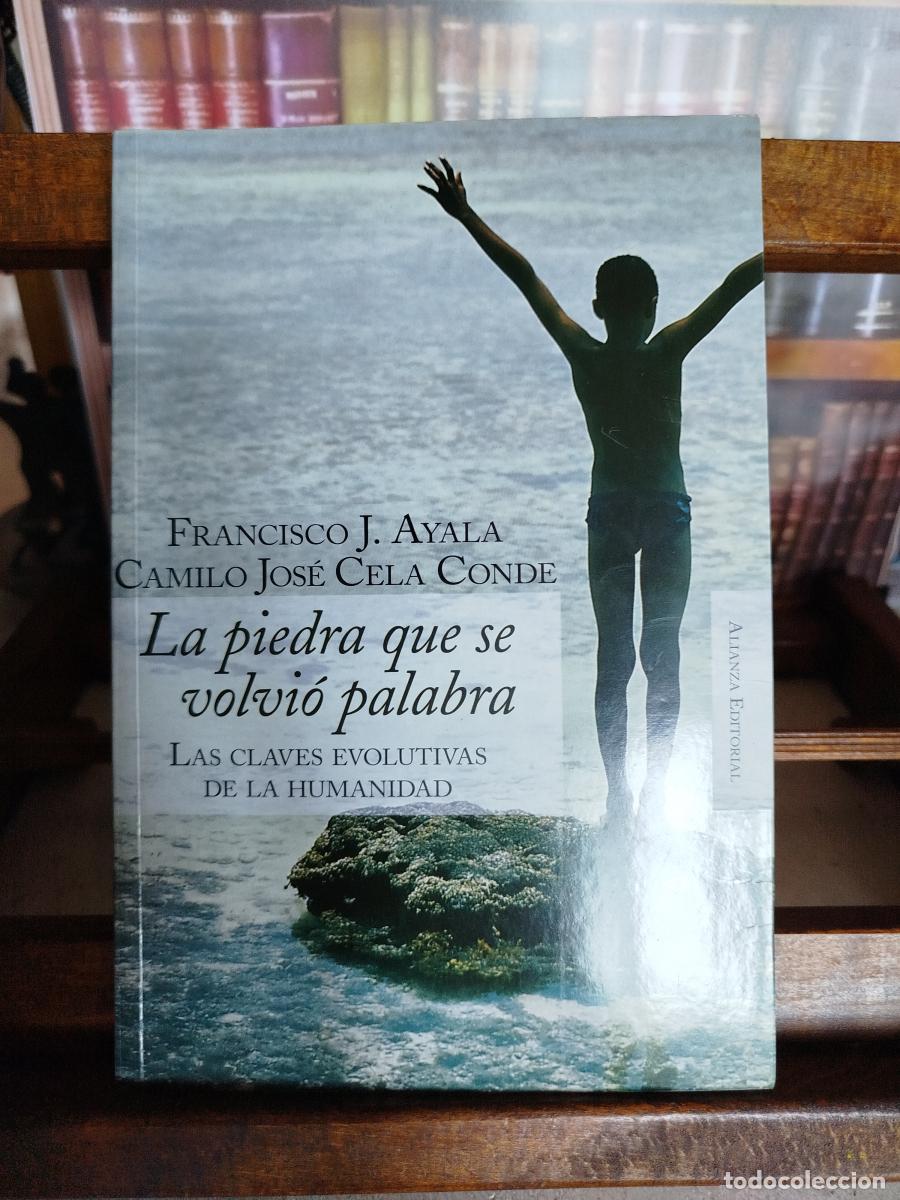 FRANCISCO J. AYALA
CAMILO JOSÉ CELA CONDE
La piedra que se
volvió palabra
LAS CLAVES EVOLUTIVAS
DE LA HUMANIDAD
ALIANZA EDITORIAL
todocoleccion